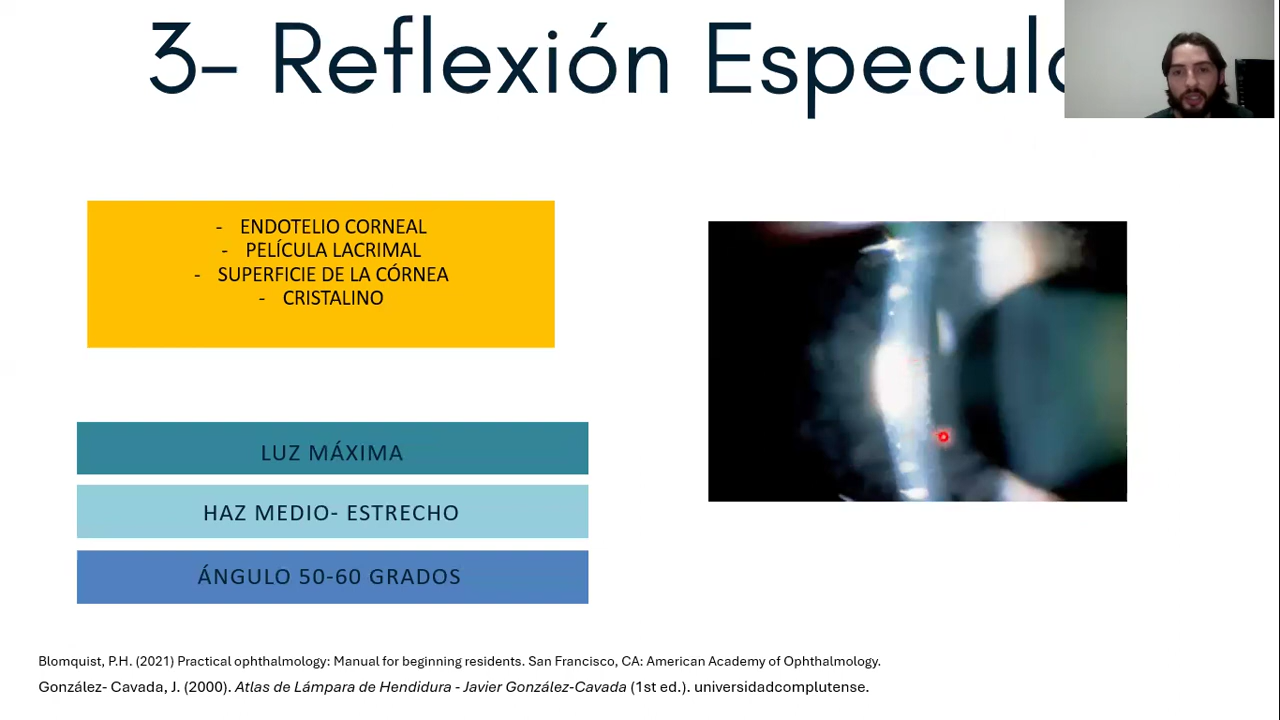 3- Reflexión Especula
- ENDOTELIO CORNEAL
- PELÍCULA LACRIMAL
- SUPERFICIE DE LA CÓRNEA
- CRISTALINO
LUZ MÁXIMA
HAZ MEDIO- ESTRECHO
ÁNGULO 50-60 GRADOS
Blomquist, P.H. (2021) Practical ophthalmology: Manual for beginning residents. San Francisco, CA: American Academy of Ophthalmology.
González- Cavada, J. (2000). Atlas de Lámpara de Hendidura - Javier González-Cavada (1st ed.). universidadcomplutense.